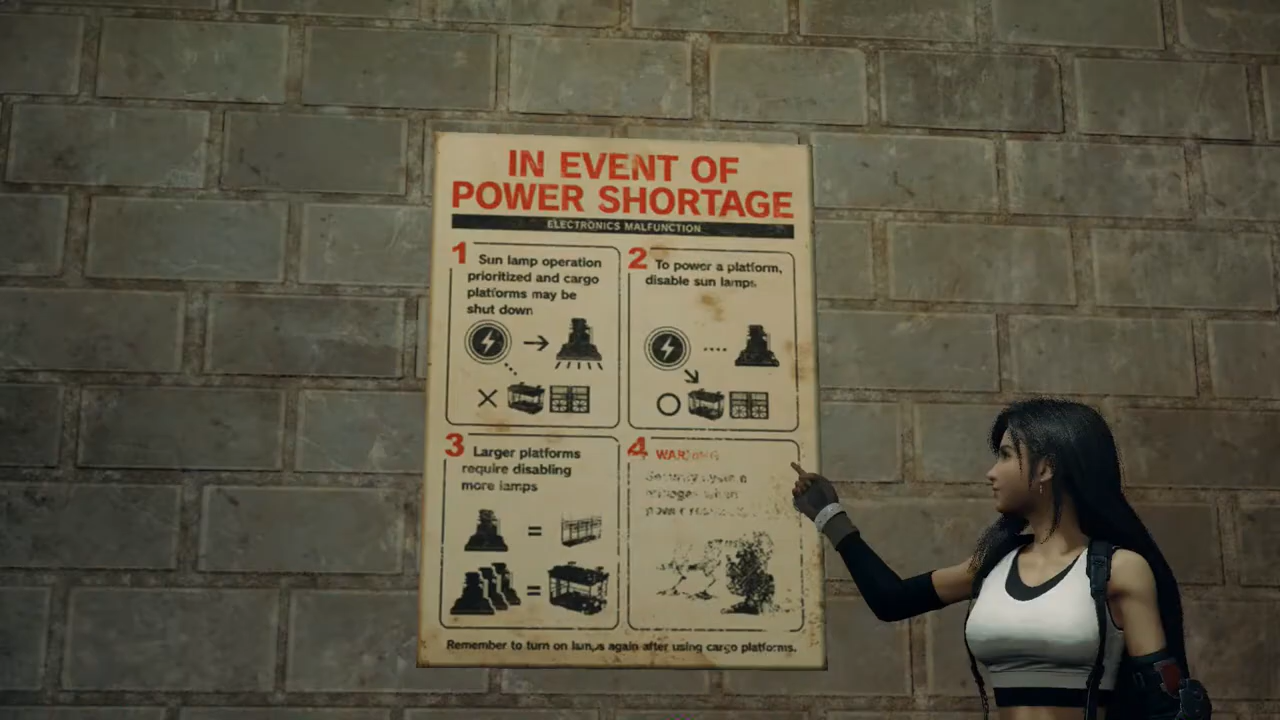 IN EVENT OF
POWER SHORTAGE
ELECTRONICS MALFUNCTION
1 Sun lamp operation
prioritized and cargo
platforms may be
shut down
2 To power a platform,
disable sun lamps.
3 Larger platforms
require disabling
more lamps
4 WARNING
Remember to turn on lamps again after using cargo platforms.